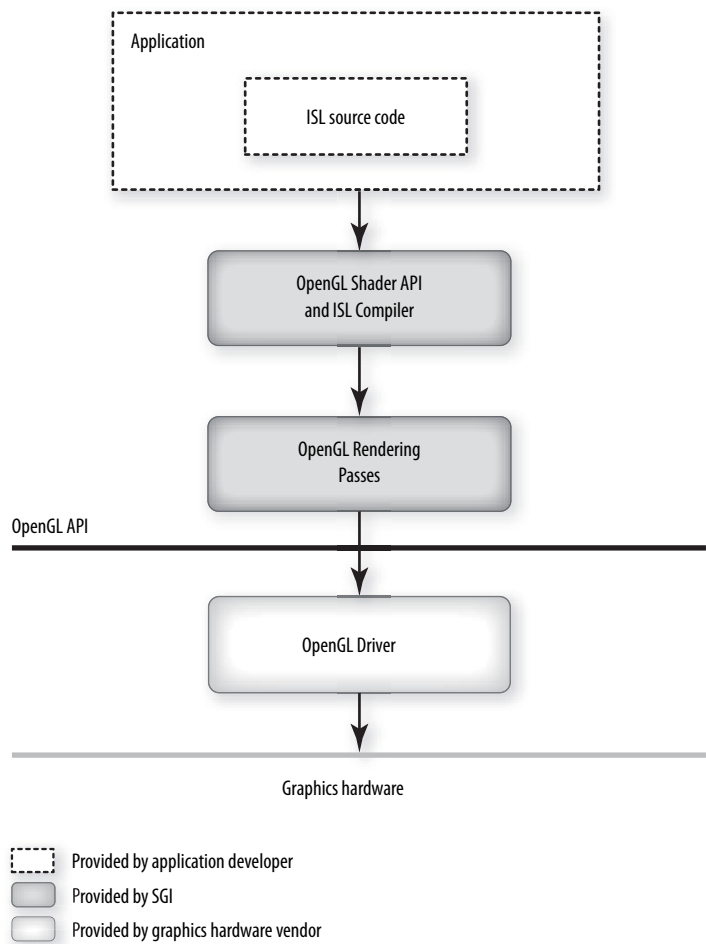 Application
ISL source code
OpenGL Shader API
and ISL Compiler
OpenGL Rendering
Passes
OpenGL API
OpenGL Driver
Graphics hardware
Provided by application developer
Provided by SGI
Provided by graphics hardware vendor